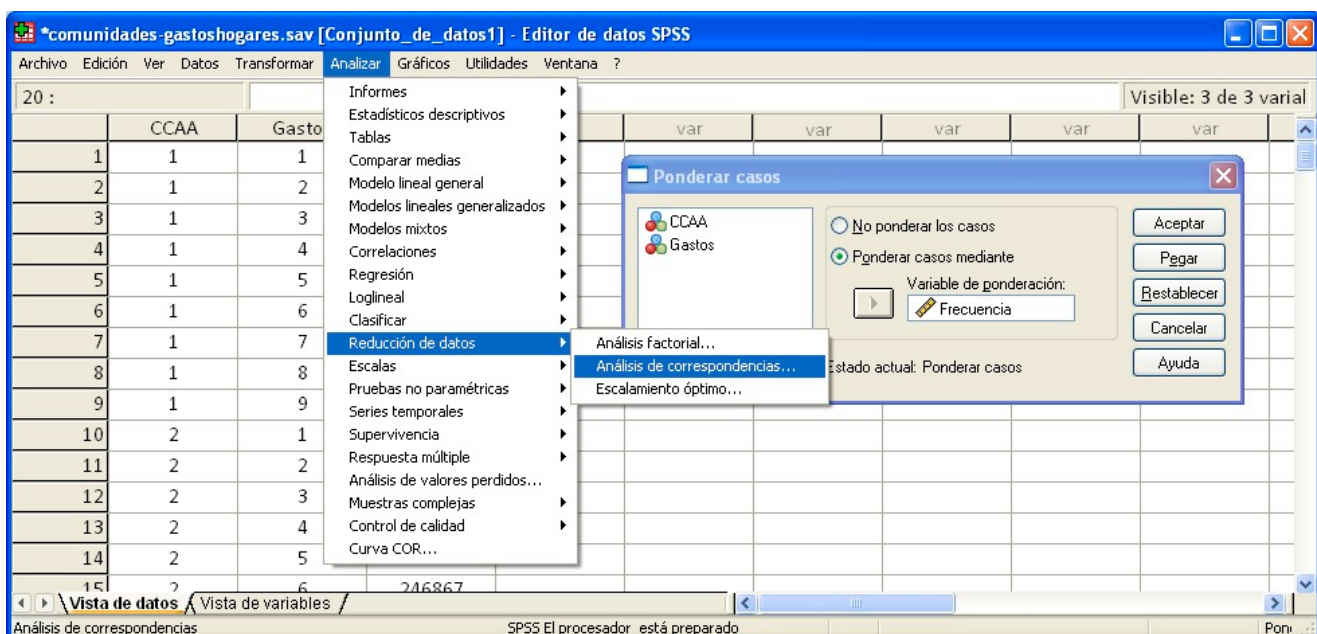 *comunidades-gastoshogares.sav [Conjunto_de_datos1] - Editor de datos SPSS
Archivo Edición Ver Datos Transformar Analizar Gráficos Utilidades Ventana ?
20 :
Visible: 3 de 3 varial
CCAA Gasto var var var var var
1 1 1
2 1 2
3 1 3
4 1 4
5 1 5
6 1 6
7 1 7
8 1 8
9 1 9
10 2 1
11 2 2
12 2 3
13 2 4
14 2 5
15 2 6 246867
Informes
Estadísticos descriptivos
Tablas
Comparar medias
Modelo lineal general
Modelos lineales generalizados
Modelos mixtos
Correlaciones
Regresión
Loglineal
Clasificar
Reducción de datos
Escalas
Pruebas no paramétricas
Series temporales
Supervivencia
Respuesta múltiple
Análisis de valores perdidos...
Muestras complejas
Control de calidad
Curva COR...
Análisis factorial...
Análisis de correspondencias...
Escalamiento óptimo...
Ponderar casos
CCAA
Gastos
No ponderar los casos
Ponderar casos mediante
Variable de ponderación:
Frecuencia
Estado actual: Ponderar casos
Aceptar
Pegar
Restablecer
Cancelar
Ayuda
Vista de datos Vista de variables
Análisis de correspondencias SPSS El procesador está preparado Pon